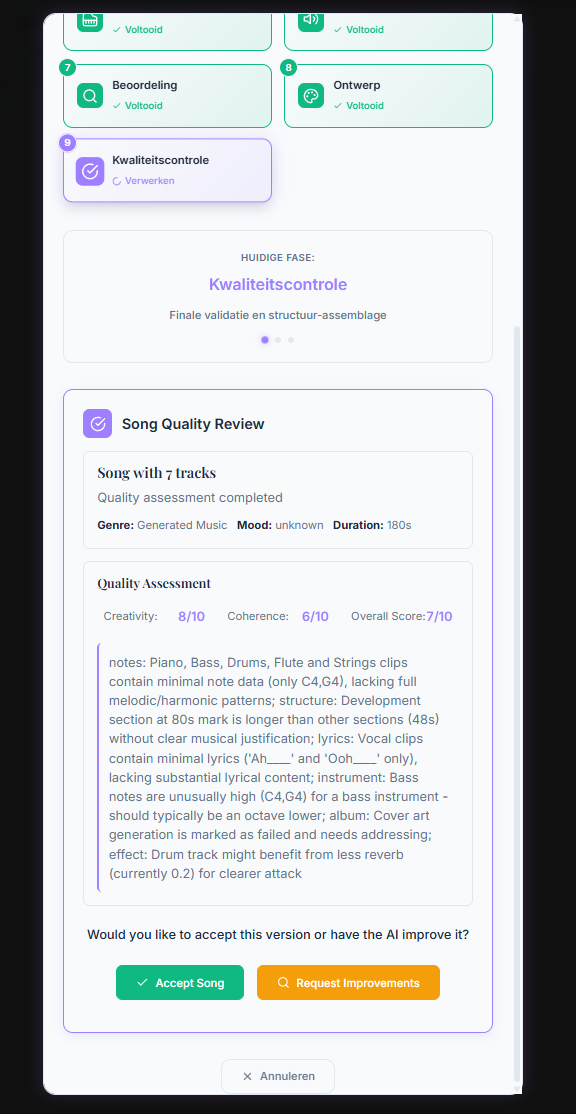 Voltooid
Voltooid
7
8
Beoordeling
Voltooid
Ontwerp
Voltooid
9
Kwaliteitscontrole
Verwerken
HUIDIGE FASE:
Kwaliteitscontrole
Finale validatie en structuur-assemblage
Song Quality Review
Song with 7 tracks
Quality assessment completed
Genre: Generated Music Mood: unknown Duration: 180s
Quality Assessment
Creativity: 8/10 Coherence: 6/10 Overall Score:7/10
notes: Piano, Bass, Drums, Flute and Strings clips
contain minimal note data (only C4,G4), lacking full
melodic/harmonic patterns; structure: Development
section at 80s mark is longer than other sections (48s)
without clear musical justification; lyrics: Vocal clips
contain minimal lyrics ('Ah____' and 'Ooh____' only),
lacking substantial lyrical content; instrument: Bass
notes are unusually high (C4,G4) for a bass instrument -
should typically be an octave lower; album: Cover art
generation is marked as failed and needs addressing;
effect: Drum track might benefit from less reverb
(currently 0.2) for clearer attack
Would you like to accept this version or have the AI improve it?
Accept Song
Request Improvements
Annuleren